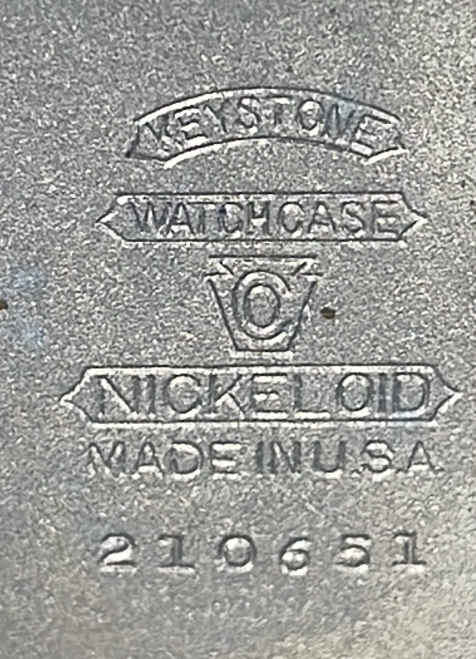 KEYSTONE
WATCHCASE
NICKELOID
MADE IN U.S.A.
210651